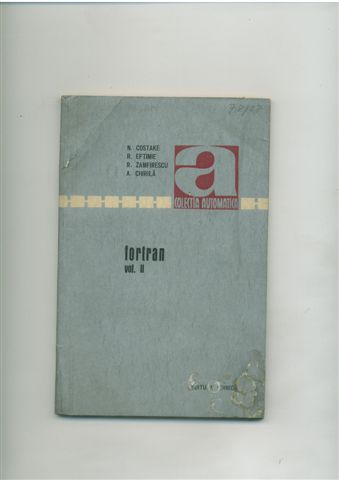 N. COSTAKE
R. EFTIMIE
R. ZAMFIRESCU
A. CHIRILĂ
a
COLECȚIA AUTOMATICA
fortran
vol. II